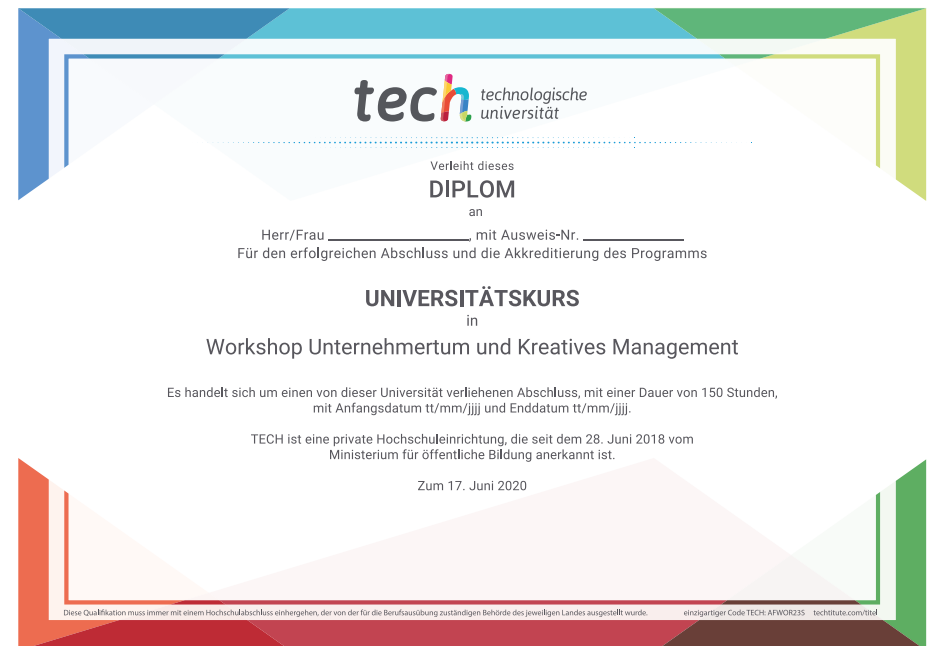 tech technologische
universität
Verleiht dieses
DIPLOM
an
Herr/Frau ____________________, mit Ausweis-Nr. ______________
Für den erfolgreichen Abschluss und die Akkreditierung des Programms
UNIVERSITÄTSKURS
in
Workshop Unternehmertum und Kreatives Management
Es handelt sich um einen von dieser Universität verliehenen Abschluss, mit einer Dauer von 150 Stunden,
mit Anfangsdatum tt/mm/jjjj und Enddatum tt/mm/jjjj.
TECH ist eine private Hochschuleinrichtung, die seit dem 28. Juni 2018 vom
Ministerium für öffentliche Bildung anerkannt ist.
Zum 17. Juni 2020
Diese Qualifikation muss immer mit einem Hochschulabschluss einhergehen, der von der für die Berufsausübung zuständigen Behörde des jeweiligen Landes ausgestellt wurde. einzigartiger Code TECH: AFWOR23S techtitute.com/titel